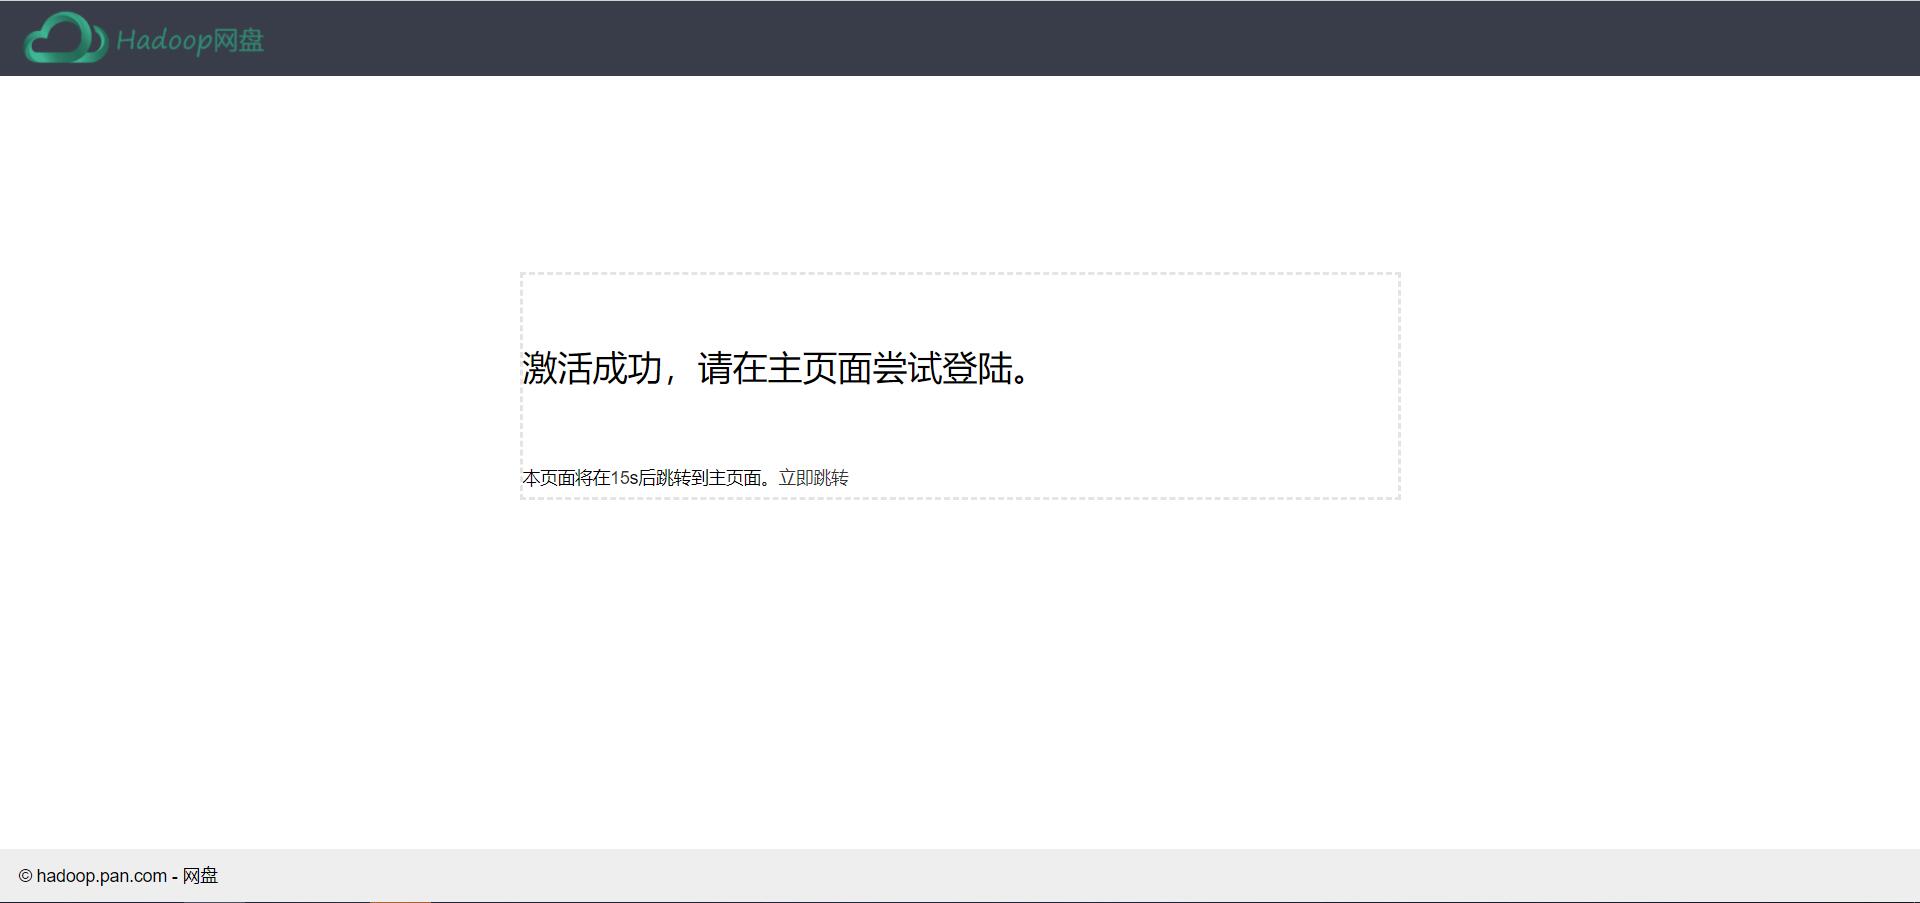 Hadoop网盘
激活成功，请在主页面尝试登陆。
本页面将在15s后跳转到主页面。立即跳转
© hadoop.pan.com - 网盘